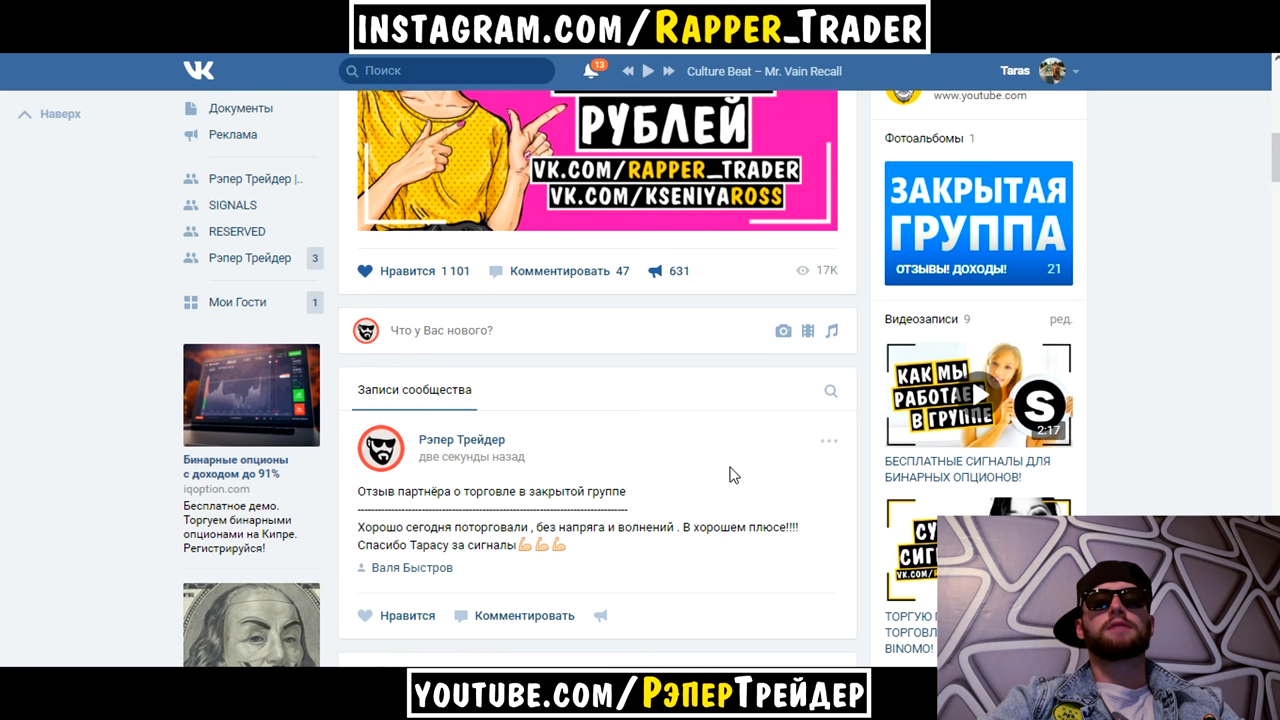 INSTAGRAM.COM/RAPPER_TRADER
Поиск
13
Culture Beat – Mr. Vain Recall
Taras
Наверх
Документы
Реклама
Рэпер Трейдер |..
SIGNALS
RESERVED
Рэпер Трейдер 3
Мои Гости 1
Бинарные опционы
с доходом до 91%
iqoption.com
Бесплатное демо.
Торгуем бинарными
опционами на Кипре.
Регистрируйся!
РУБЛЕЙ
VK.COM/RAPPER_TRADER
VK.COM/KSENIYAROSS
Нравится 1 101
Комментировать 47
631
17K
Что у Вас нового?
Записи сообщества
Рэпер Трейдер
две секунды назад
Отзыв партнёра о торговле в закрытой группе
--------------------------------------------------------------------------------
Хорошо сегодня поторговали , без напряга и волнений . В хорошем плюсе!!!!
Спасибо Тарасу за сигналы💪🏻💪🏻💪🏻
Валя Быстров
Нравится
Комментировать
www.youtube.com
Фотоальбомы 1
ЗАКРЫТАЯ
ГРУППА
ОТЗЫВЫ! ДОХОДЫ! 21
Видеозаписи 9 ред.
КАК МЫ
РАБОТАЕМ
В ГРУППЕ
S
2:17
БЕСПЛАТНЫЕ СИГНАЛЫ ДЛЯ
БИНАРНЫХ ОПЦИОНОВ!
ТОРГУЮ
ТОРГОВЛ
BINOMO!
YOUTUBE.COM/РэперТрейдер